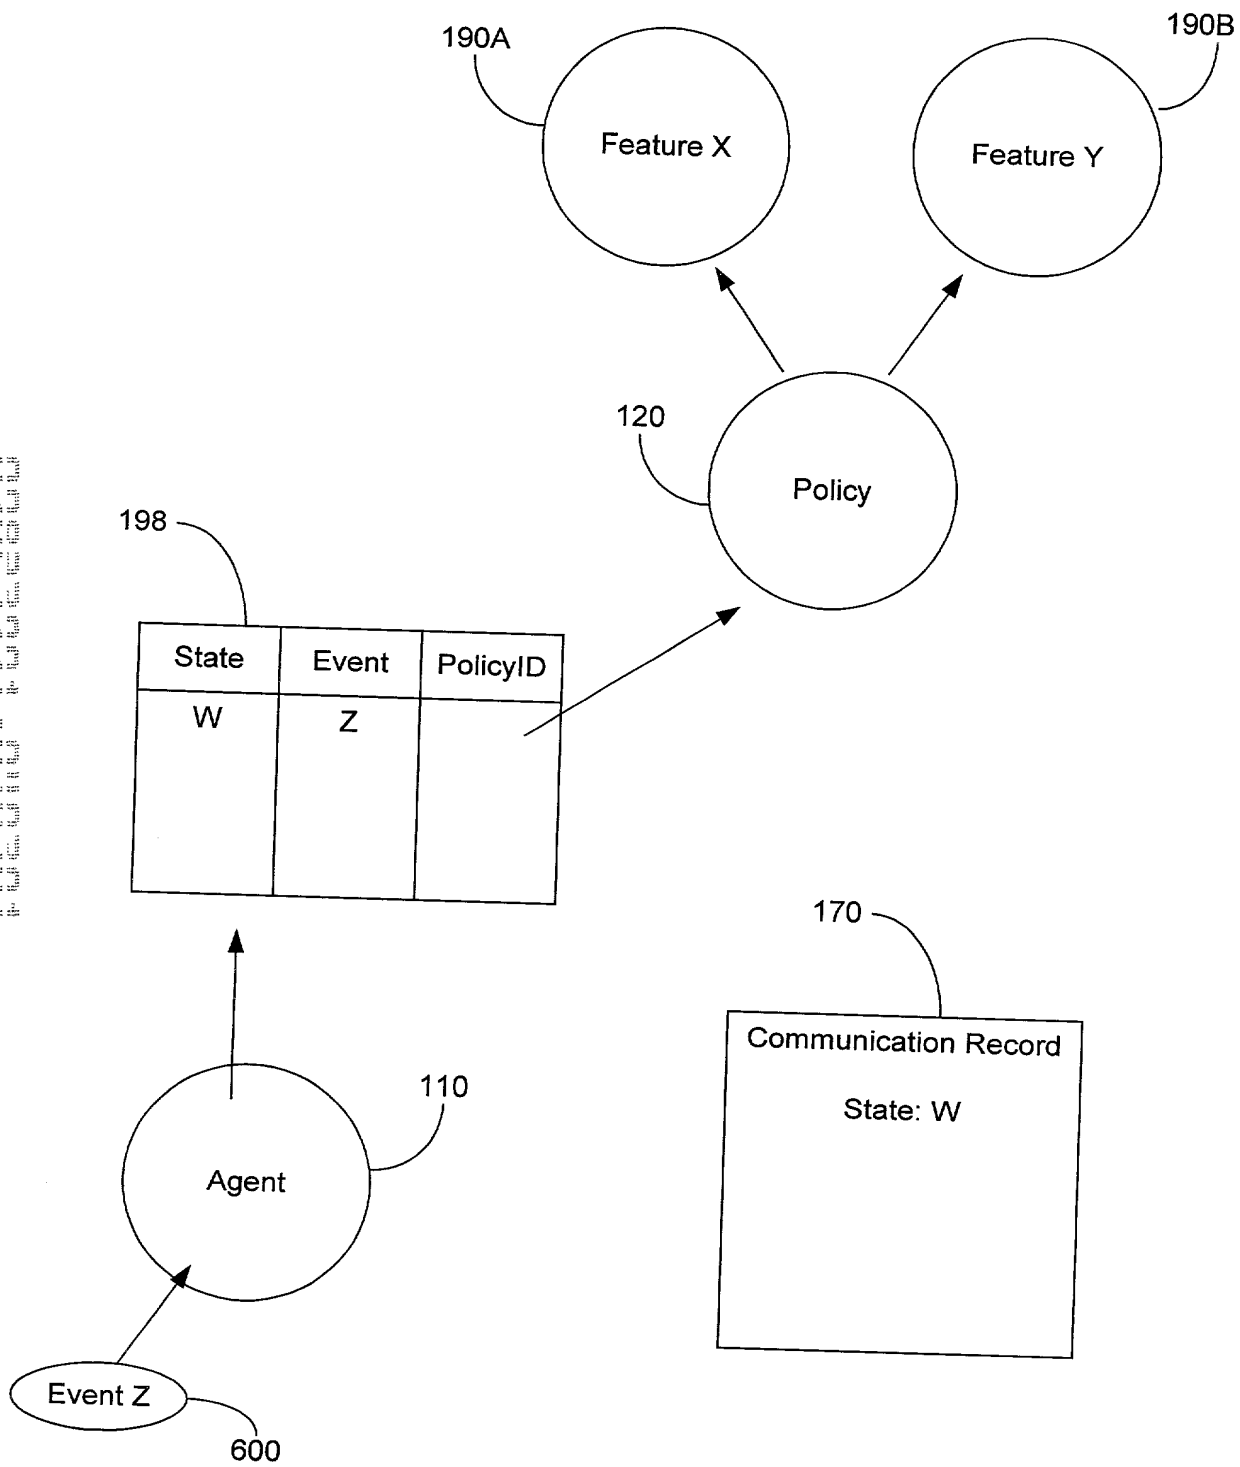 190A
190B
Feature X
Feature Y
120
Policy
198
State Event PolicyID
W Z
170
Communication Record
State: W
110
Agent
Event Z
600